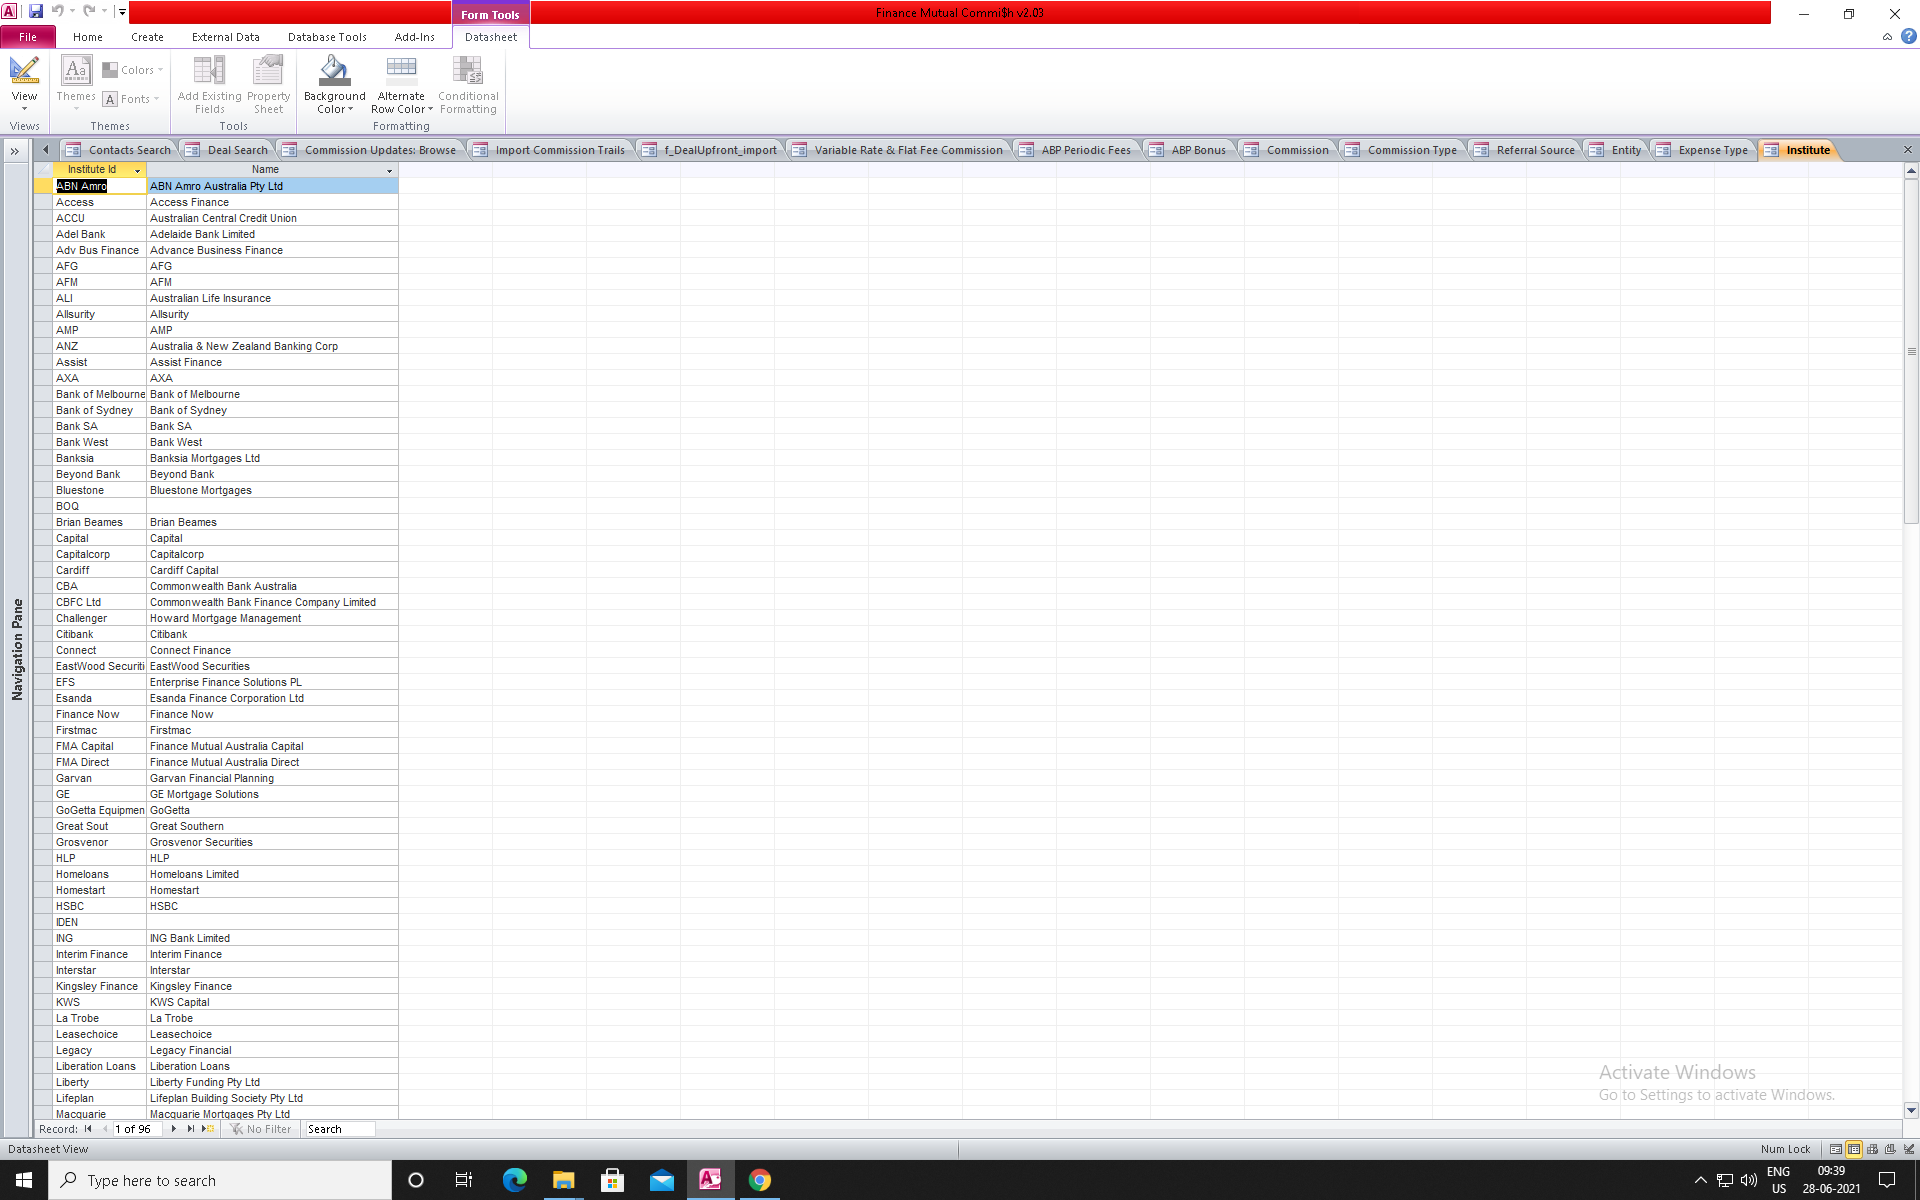 Form Tools
Finance Mutual Commi$h v2.03
File Home Create External Data Database Tools Add-Ins Datasheet
View
Themes
Colors
Fonts
Add Existing Fields
Property Sheet
Background Color
Alternate Row Color
Conditional Formatting
Views Themes Tools Formatting
Contacts Search Deal Search Commission Updates: Browse Import Commission Trails f_DealUpfront_import Variable Rate & Flat Fee Commission ABP Periodic Fees ABP Bonus Commission Commission Type Referral Source Entity Expense Type Institute
Navigation Pane
Institute Id Name
ABN Amro ABN Amro Australia Pty Ltd
Access Access Finance
ACCU Australian Central Credit Union
Adel Bank Adelaide Bank Limited
Adv Bus Finance Advance Business Finance
AFG AFG
AFM AFM
ALI Australian Life Insurance
Allsurity Allsurity
AMP AMP
ANZ Australia & New Zealand Banking Corp
Assist Assist Finance
AXA AXA
Bank of Melbourne Bank of Melbourne
Bank of Sydney Bank of Sydney
Bank SA Bank SA
Bank West Bank West
Banksia Banksia Mortgages Ltd
Beyond Bank Beyond Bank
Bluestone Bluestone Mortgages
BOQ
Brian Beames Brian Beames
Capital Capital
Capitalcorp Capitalcorp
Cardiff Cardiff Capital
CBA Commonwealth Bank Australia
CBFC Ltd Commonwealth Bank Finance Company Limited
Challenger Howard Mortgage Management
Citibank Citibank
Connect Connect Finance
EastWood Securiti EastWood Securities
EFS Enterprise Finance Solutions PL
Esanda Esanda Finance Corporation Ltd
Finance Now Finance Now
Firstmac Firstmac
FMA Capital Finance Mutual Australia Capital
FMA Direct Finance Mutual Australia Direct
Garvan Garvan Financial Planning
GE GE Mortgage Solutions
GoGetta Equipmen GoGetta
Great Sout Great Southern
Grosvenor Grosvenor Securities
HLP HLP
Homeloans Homeloans Limited
Homestart Homestart
HSBC HSBC
IDEN
ING ING Bank Limited
Interim Finance Interim Finance
Interstar Interstar
Kingsley Finance Kingsley Finance
KWS KWS Capital
La Trobe La Trobe
Leasechoice Leasechoice
Legacy Legacy Financial
Liberation Loans Liberation Loans
Liberty Liberty Funding Pty Ltd
Lifeplan Lifeplan Building Society Pty Ltd
Macquarie Macquarie Mortgages Pty Ltd
Activate Windows
Go to Settings to activate Windows.
Record: 1 of 96 No Filter Search
Datasheet View Num Lock
Type here to search
ENG
US
09:39
28-06-2021